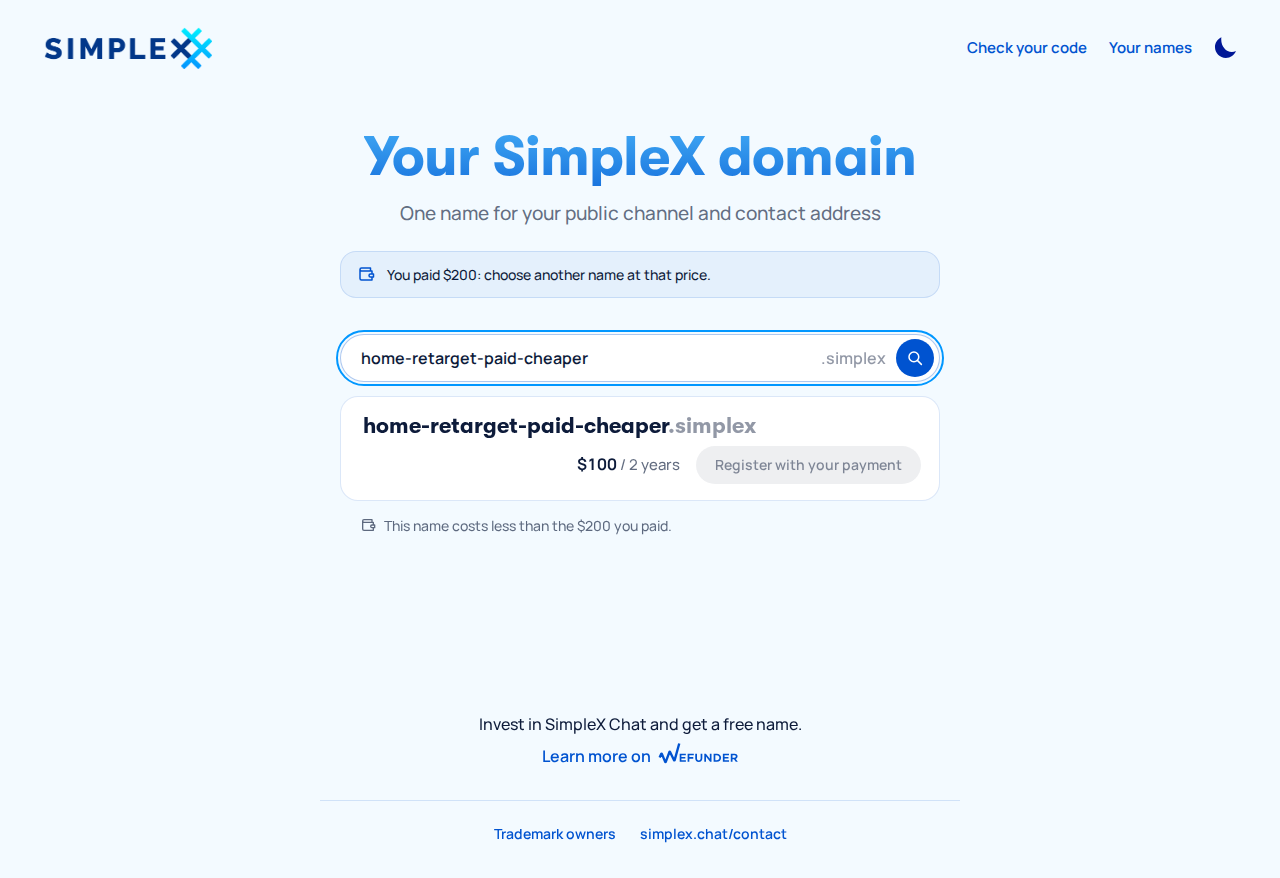 SIMPLEX
Check your code
Your names
Your SimpleX domain
One name for your public channel and contact address
You paid $200: choose another name at that price.
home-retarget-paid-cheaper
.simplex
home-retarget-paid-cheaper.simplex
$100 / 2 years
Register with your payment
This name costs less than the $200 you paid.
Invest in SimpleX Chat and get a free name.
Learn more on WEFUNDER
Trademark owners
simplex.chat/contact